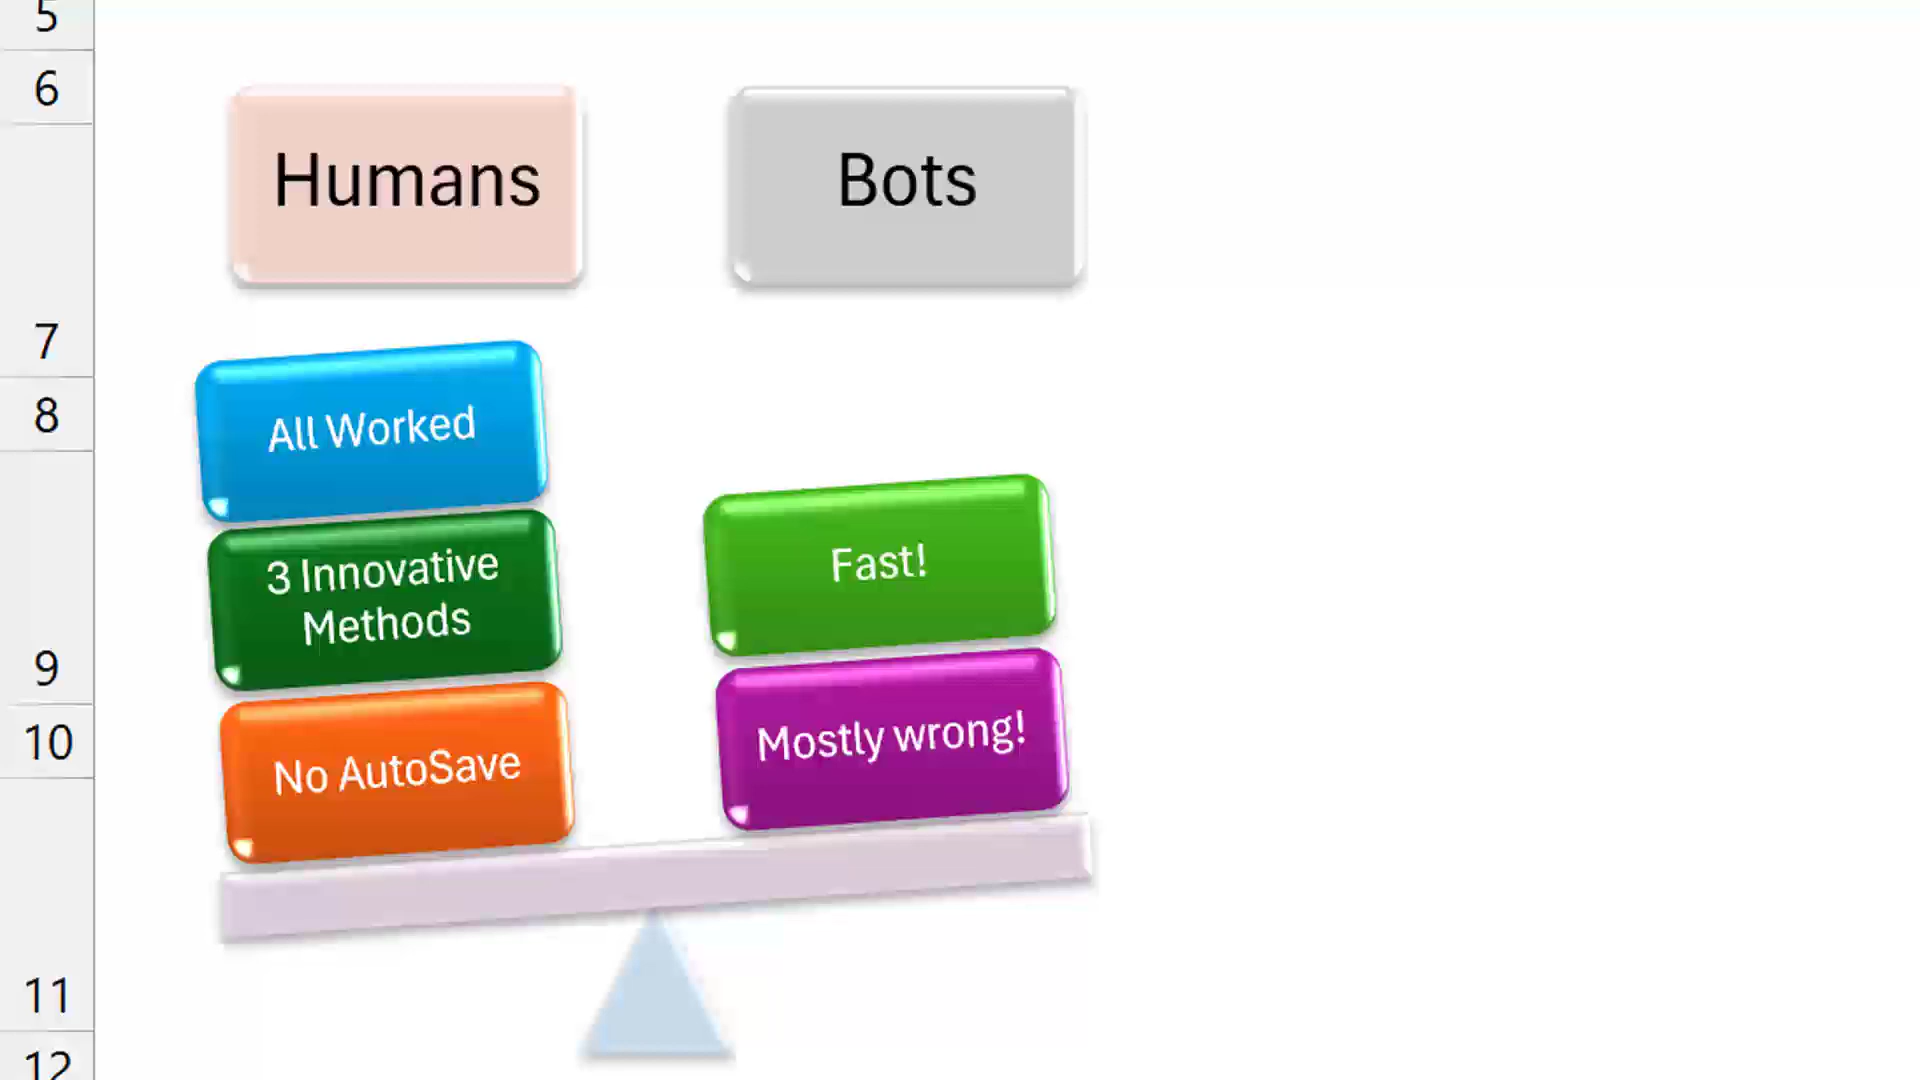 5
6
Humans
Bots
7
8
All Worked
Fast!
3 Innovative
Methods
9
10
No AutoSave
Mostly wrong!
11
12